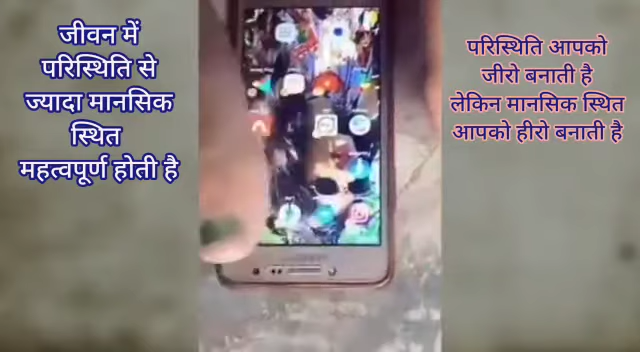 जीवन में
परिस्थिति से
ज्यादा मानसिक
स्थित
महत्वपूर्ण होती है
परिस्थिति आपको
जीरो बनाती है
लेकिन मानसिक स्थित
आपको हीरो बनाती है